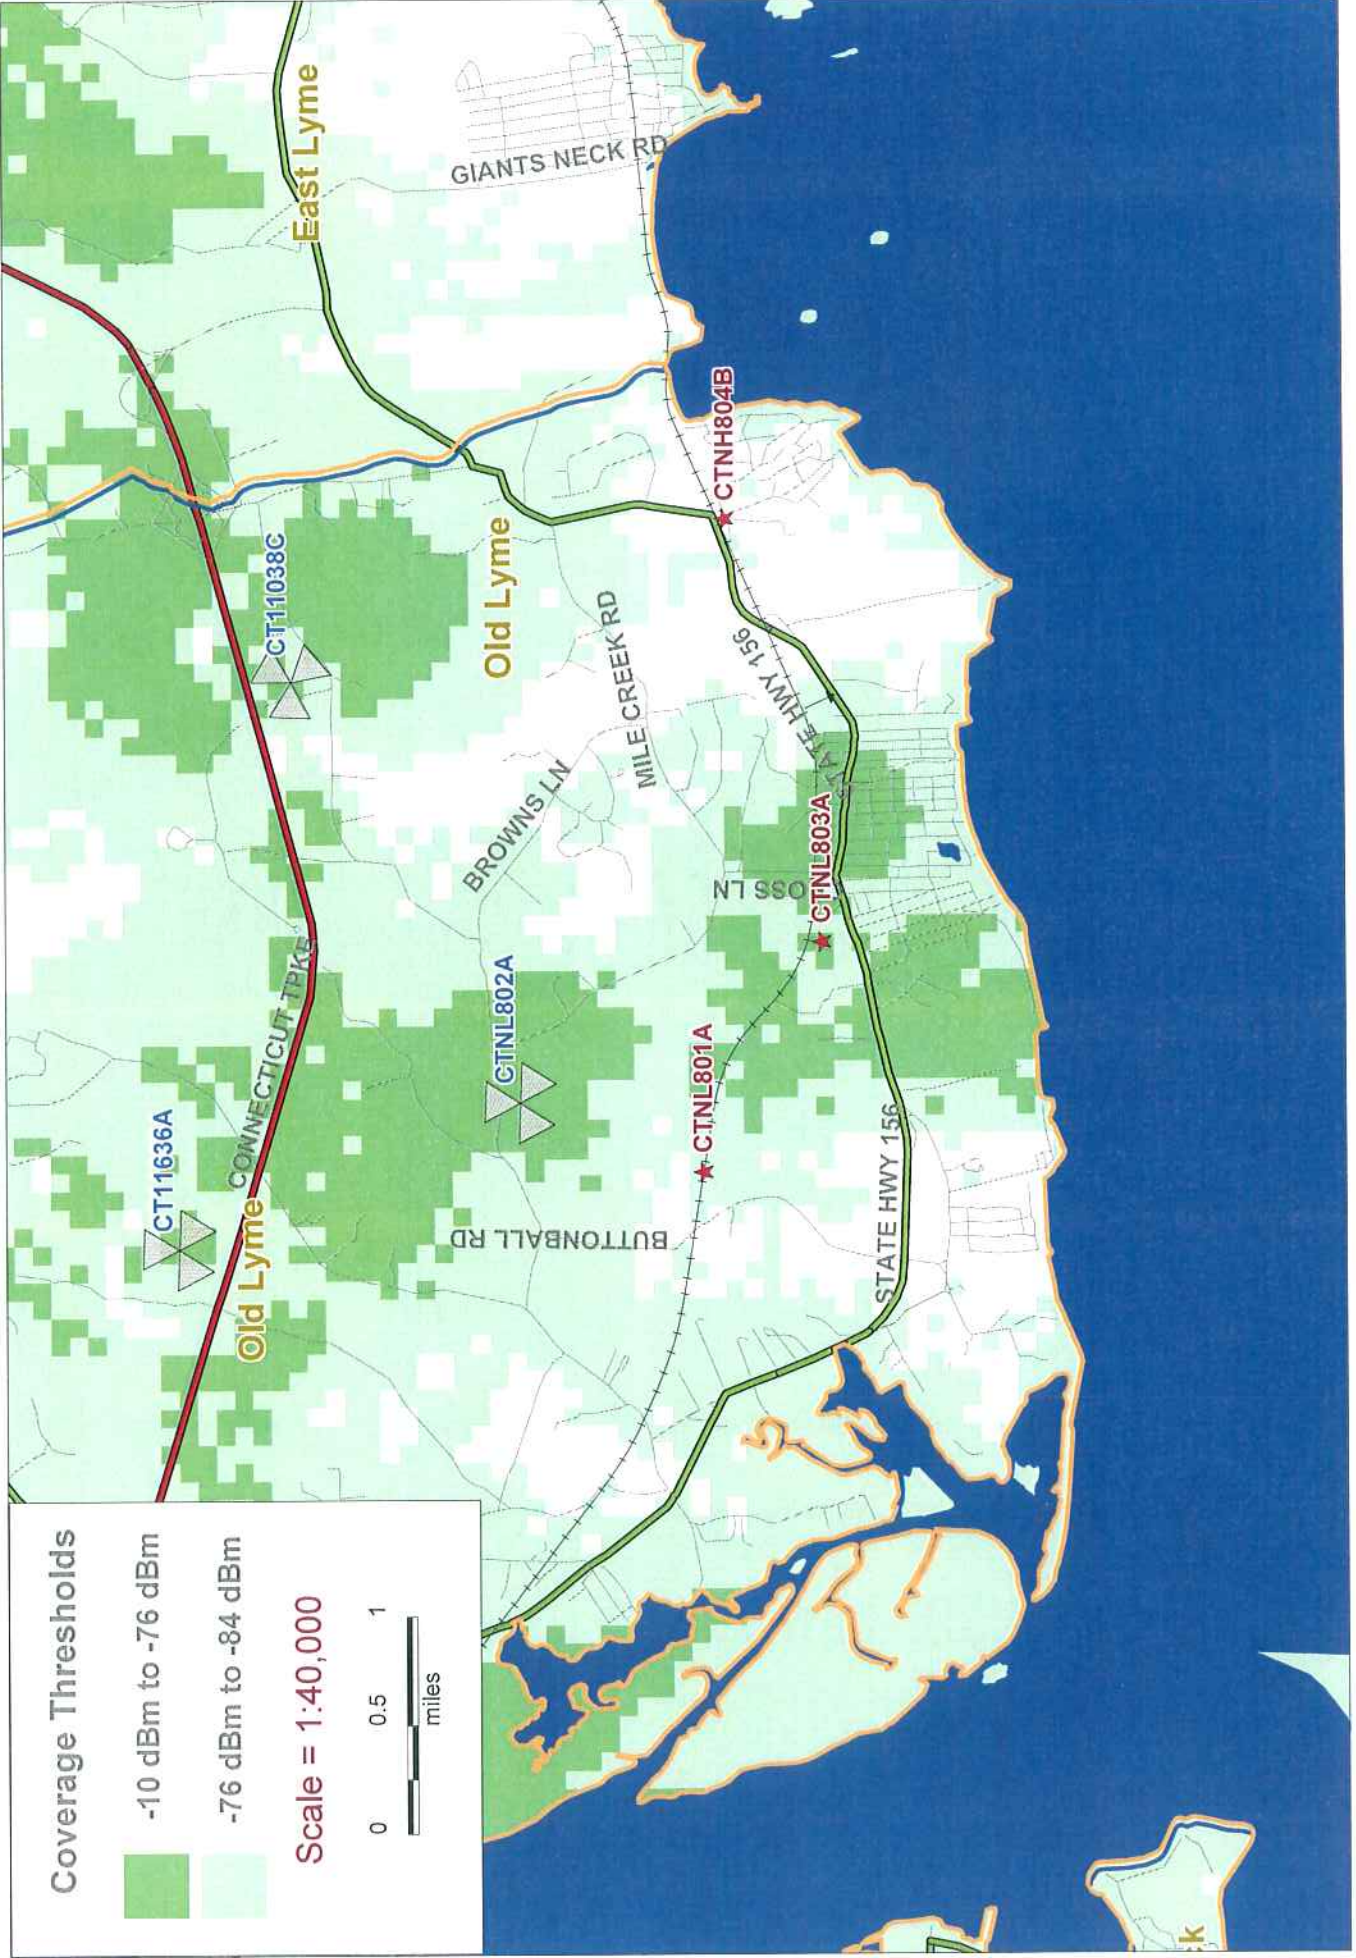 Coverage Thresholds
-10 dBm to -76 dBm
-76 dBm to -84 dBm
Scale = 1:40,000
0 0.5 1
miles
CT11636A
CONNECTICUT TPKE
Old Lyme
CT11038C
East Lyme
GIANTS NECK RD
CTNL802A
BROWNS LN
Old Lyme
BUTTONBALL RD
MILE CREEK RD
CTNL801A
CTNH804B
OSS LN
CTNL803A
STATE HWY 156
STATE HWY 156
k